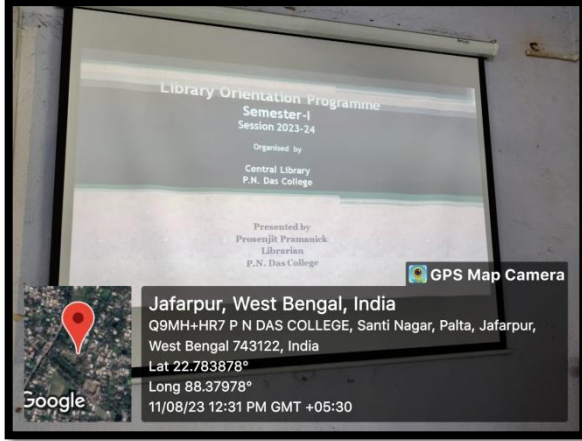 Library Orientation Programme
Semester-I
Session 2023-24
Organised by
Central Library
P.N. Das College
Presented by
Prosenjit Pramanick
Librarian
P.N. Das College
GPS Map Camera
Jafarpur, West Bengal, India
Q9MH+HR7 P N DAS COLLEGE, Santi Nagar, Palta, Jafarpur,
West Bengal 743122, India
Lat 22.783878°
Long 88.37978°
11/08/23 12:31 PM GMT +05:30
Google